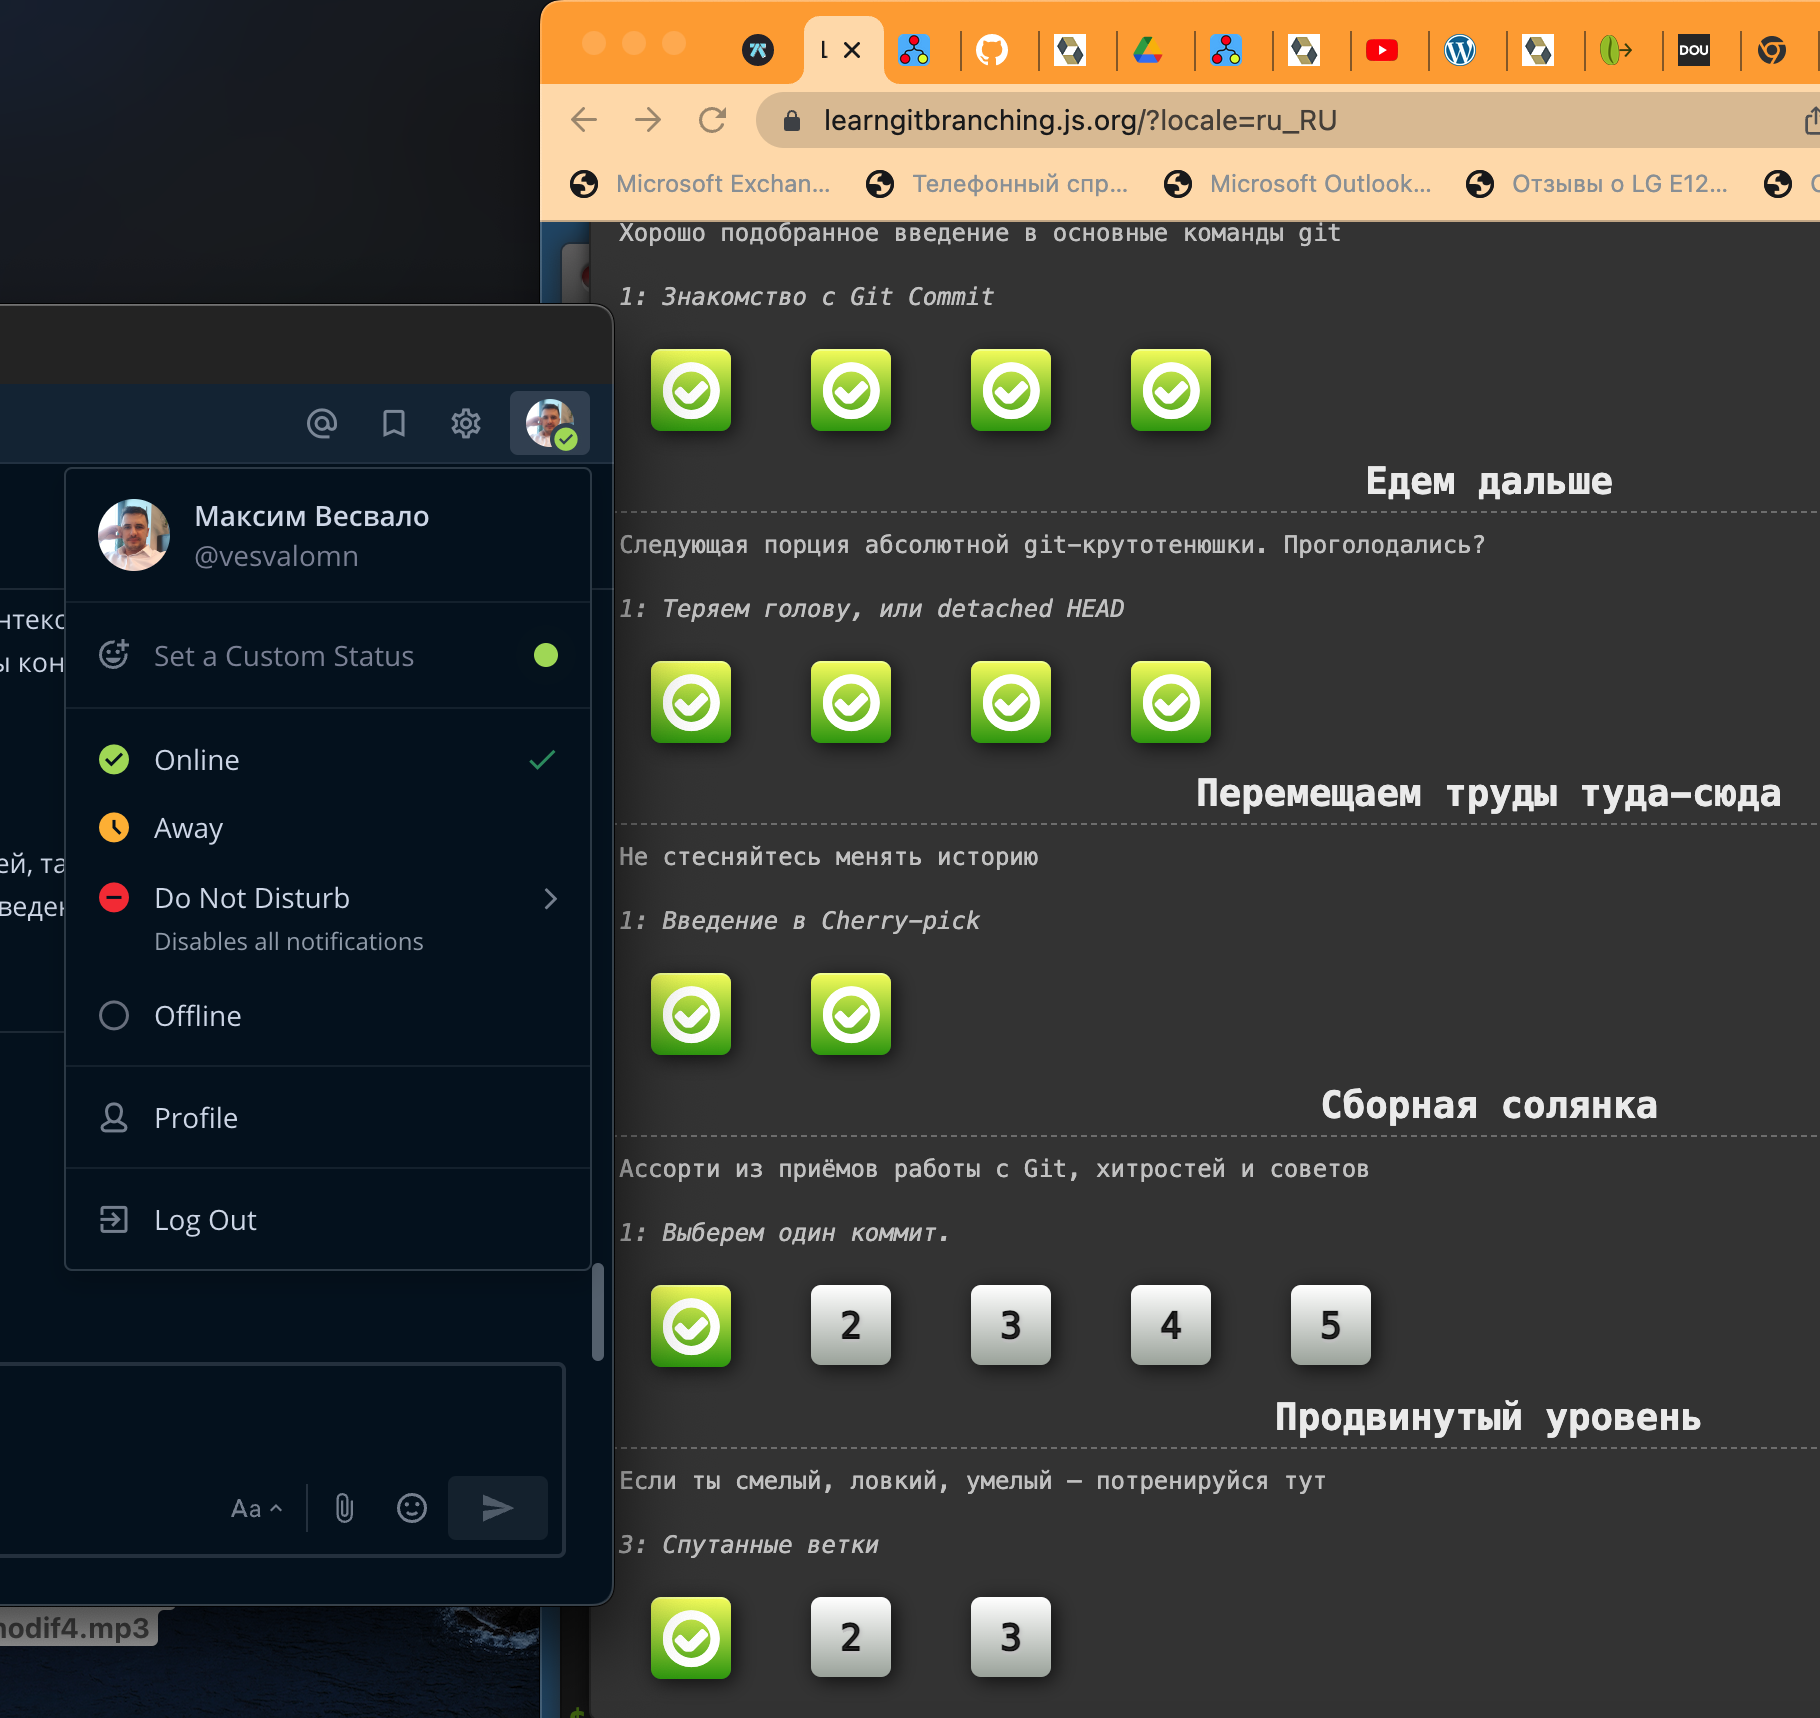 L
DOU
learngitbranching.js.org/?locale=ru_RU
Microsoft Exchan...
Телефонный спр...
Microsoft Outlook...
Отзывы о LG E12...
Хорошо подобранное введение в основные команды git
1: Знакомство с Git Commit
Едем дальше
Следующая порция абсолютной git-крутотенюшки. Проголодались?
1: Теряем голову, или detached HEAD
Перемещаем труды туда-сюда
Не стесняйтесь менять историю
1: Введение в Cherry-pick
Сборная солянка
Ассорти из приёмов работы с Git, хитростей и советов
1: Выберем один коммит.
2 3 4 5
Продвинутый уровень
Если ты смелый, ловкий, умелый — потренируйся тут
3: Спутанные ветки
2 3
$
Максим Весвало
@vesvalomn
Set a Custom Status
Online
Away
Do Not Disturb
Disables all notifications
Offline
Profile
Log Out
нтекс
ы кон
ей, та
веден
Aa
modif4.mp3